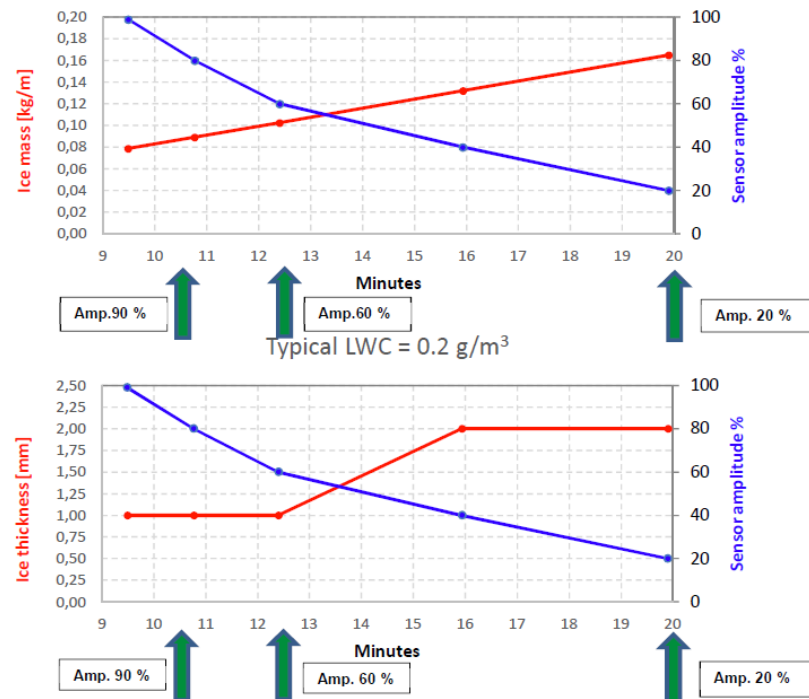 0,20
0,18
0,16
0,14
0,12
0,10
0,08
0,06
0,04
0,02
0,00
Ice mass [kg/m]
100
80
60
40
20
0
Sensor amplitude %
9 10 11 12 13 14 15 16 17 18 19 20
Minutes
Amp.90 %
Amp.60 %
Amp. 20 %
Typical LWC = 0.2 g/m³
2,50
2,25
2,00
1,75
1,50
1,25
1,00
0,75
0,50
0,25
0,00
Ice thickness [mm]
100
80
60
40
20
0
Sensor amplitude %
9 10 11 12 13 14 15 16 17 18 19 20
Minutes
Amp. 90 %
Amp. 60 %
Amp. 20 %